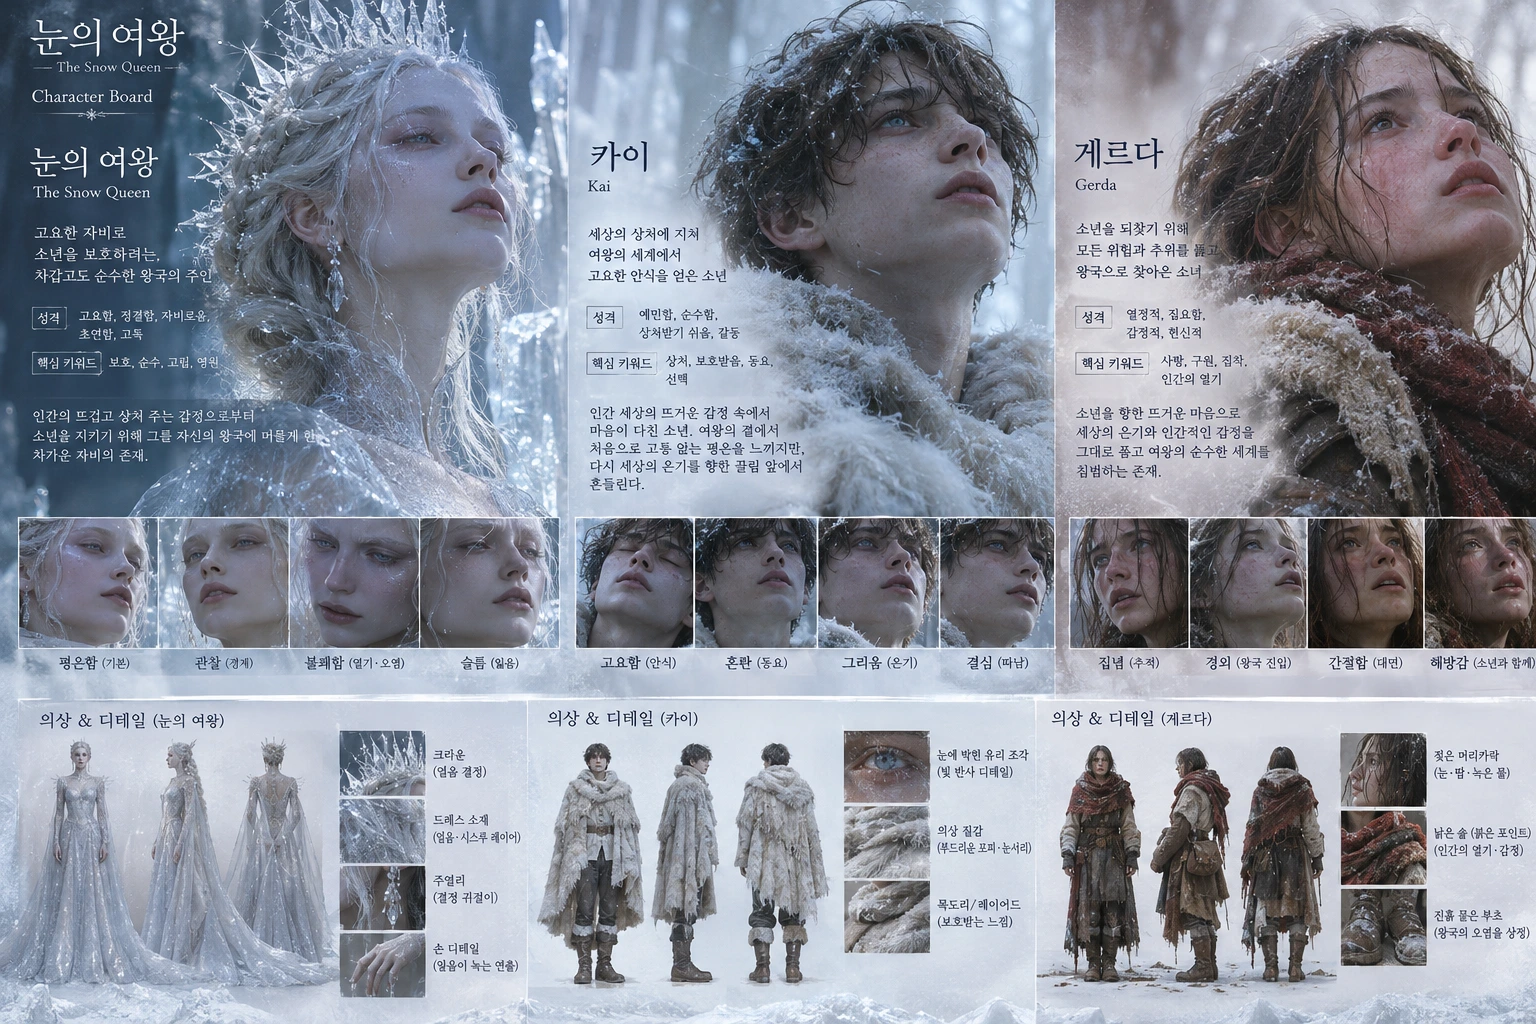 눈의 여왕
The Snow Queen
Character Board
눈의 여왕
The Snow Queen
고요한 자비로
소년을 보호하려는,
차갑고도 순수한 왕국의 주인
성격
고요함, 정결함, 자비로움,
초연함, 고독
핵심 키워드
보호, 순수, 고립, 영원
인간의 뜨겁고 상처 주는 감정으로부터
소년을 지키기 위해 그를 자신의 왕국에 머물게 한
차가운 자비의 존재.
평온함 (기본)
관찰 (경계)
불쾌함 (열기·오염)
슬픔 (잃음)
카이
Kai
세상의 상처에 지쳐
여왕의 세계에서
고요한 안식을 얻은 소년
성격
예민함, 순수함,
상처받기 쉬움, 갈등
핵심 키워드
상처, 보호받음, 동요,
선택
인간 세상의 뜨거운 감정 속에서
마음이 다친 소년. 여왕의 곁에서
처음으로 고통 없는 평온을 느끼지만,
다시 세상의 온기를 향한 끌림 앞에서
흔들린다.
고요함 (안식)
혼란 (동요)
그리움 (온기)
결심 (떠남)
게르다
Gerda
소년을 되찾기 위해
모든 위험과 추위를 뚫고
왕국으로 찾아온 소녀
성격
열정적, 집요함,
감정적, 헌신적
핵심 키워드
사랑, 구원, 집착,
인간의 열기
소년을 향한 뜨거운 마음으로
세상의 온기와 인간적인 감정을
그대로 품고 여왕의 순수한 세계를
침범하는 존재.
집념 (추적)
경외 (왕국 진입)
간절함 (대면)
해방감 (소년과 함께)
의상 & 디테일 (눈의 여왕)
크라운
(얼음 결정)
드레스 소재
(얼음·시스루 레이어)
주얼리
(결정 귀걸이)
손 디테일
(얼음이 녹는 연출)
의상 & 디테일 (카이)
눈에 박힌 유리 조각
(빛 반사 디테일)
의상 질감
(부드러운 모피·눈서리)
목도리/레이어드
(보호받는 느낌)
의상 & 디테일 (게르다)
젖은 머리카락
(눈·땀·녹은 물)
낡은 숄 (붉은 포인트)
(인간의 열기·감정)
진흙 묻은 부츠
(왕국의 오염을 상징)